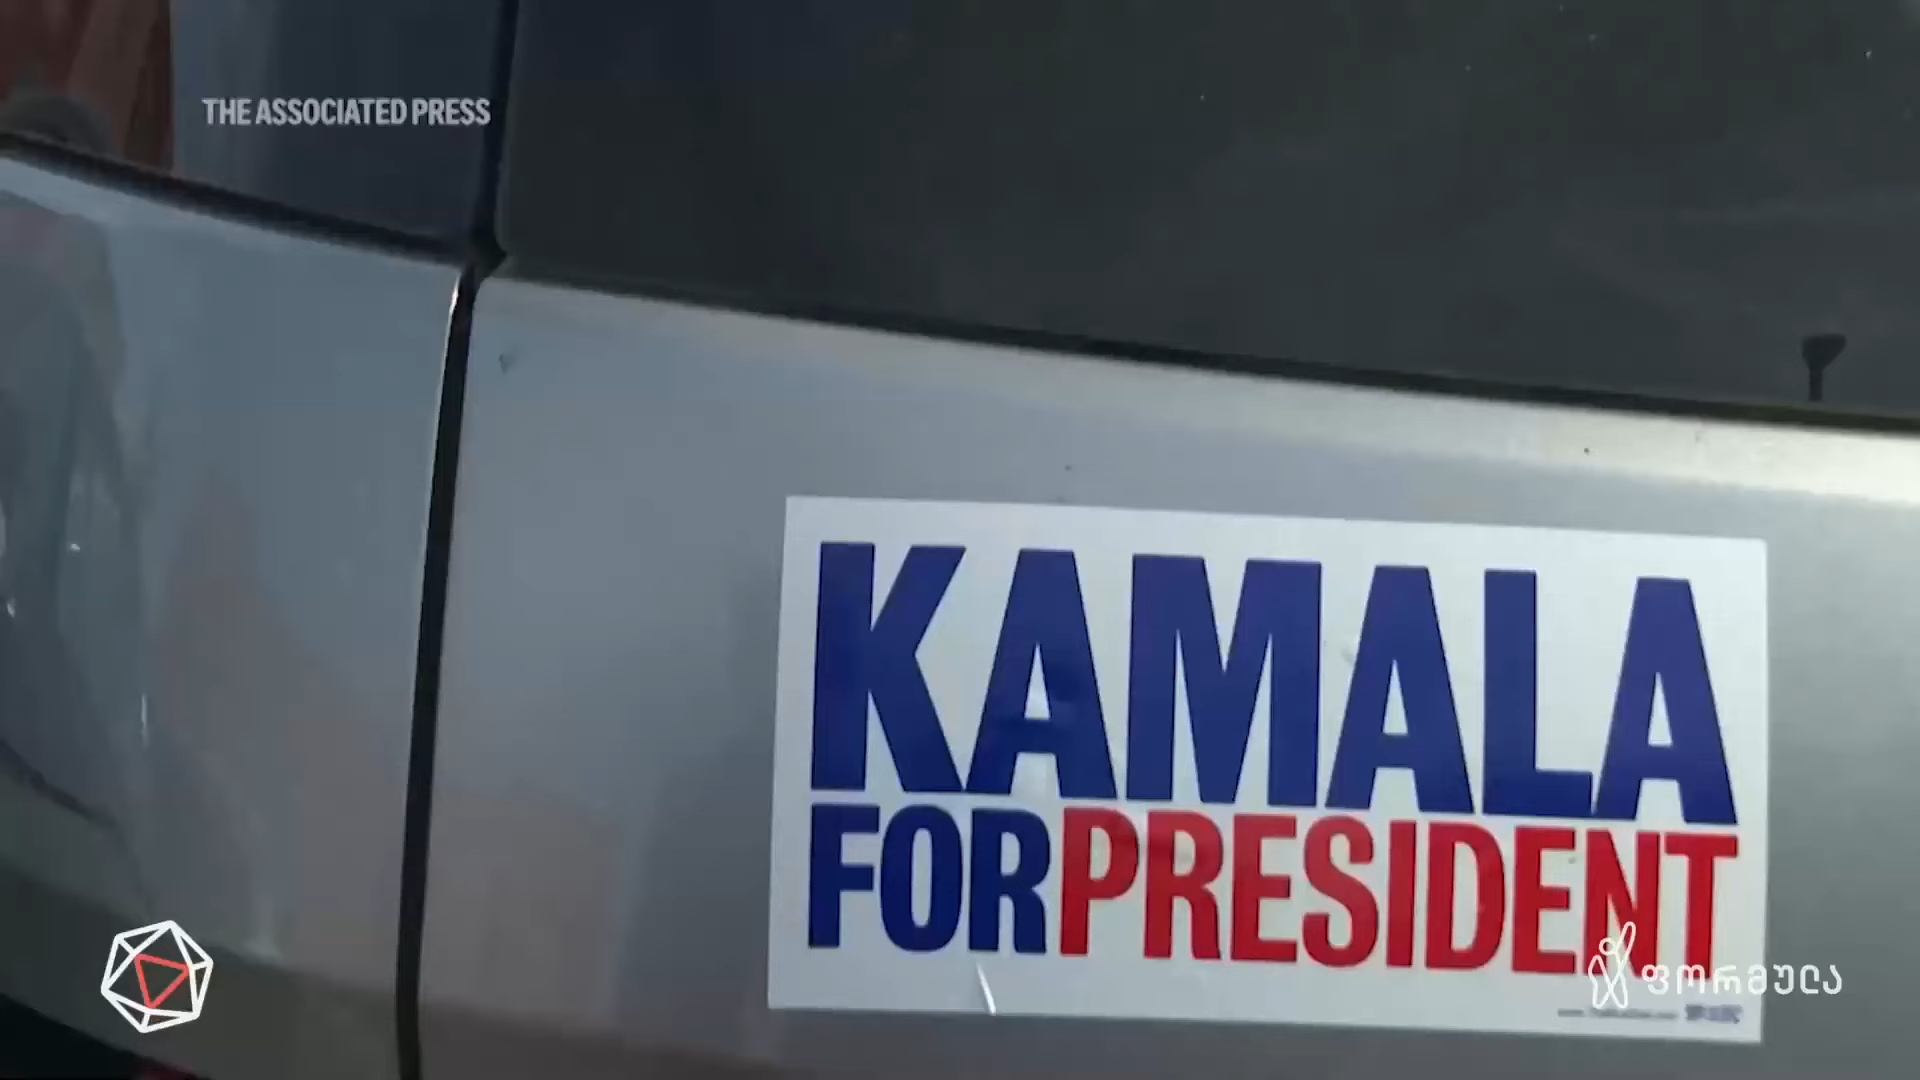 THE ASSOCIATED PRESS
KAMALA
FOR PRESIDENT
ფორმულა